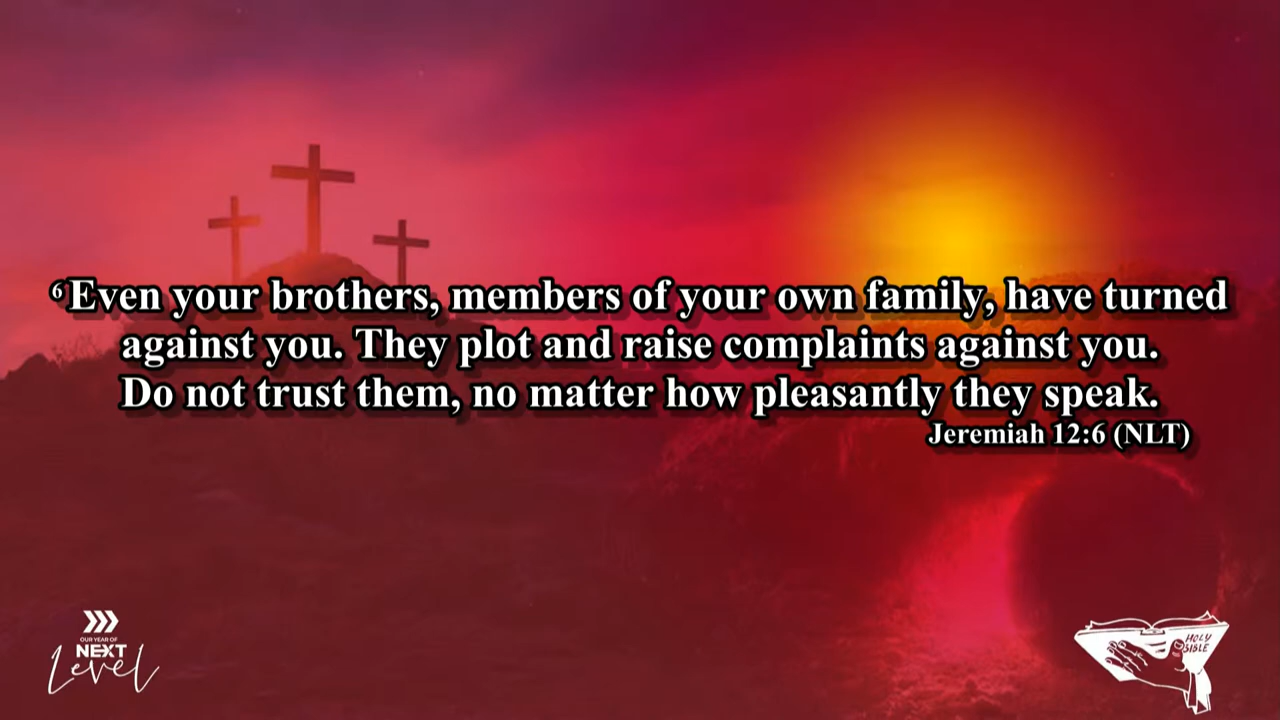 ⁶Even your brothers, members of your own family, have turned
against you. They plot and raise complaints against you.
Do not trust them, no matter how pleasantly they speak.
Jeremiah 12:6 (NLT)
OUR YEAR OF
NEXT
Level
HOLY
BIBLE